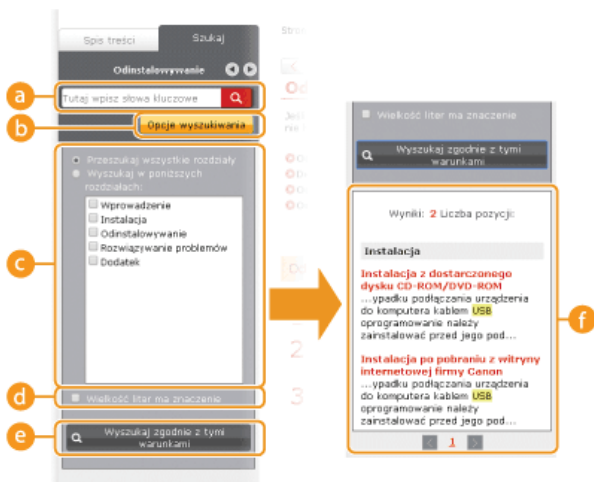 Spis treści
Szukaj
Odinstalowywanie
a
Tutaj wpisz słowa kluczowe
b
Opcje wyszukiwania
c
Przeszukaj wszystkie rozdziały
Wyszukaj w poniższych
rozdziałach:
Wprowadzenie
Instalacja
Odinstalowywanie
Rozwiązywanie problemów
Dodatek
d
Wielkość liter ma znaczenie
e
Wyszukaj zgodnie z tymi
warunkami
2
3
Wielkość liter ma znaczenie
Wyszukaj zgodnie z tymi
warunkami
f
Wyniki: 2 Liczba pozycji:
Instalacja
Instalacja z dostarczonego
dysku CD-ROM/DVD-ROM
...ypadku podłączania urządzenia
do komputera kablem USB
oprogramowanie należy
zainstalować przed jego pod...
Instalacja po pobraniu z witryny
internetowej firmy Canon
...ypadku podłączania urządzenia
do komputera kablem USB
oprogramowanie należy
zainstalować przed jego pod...
1